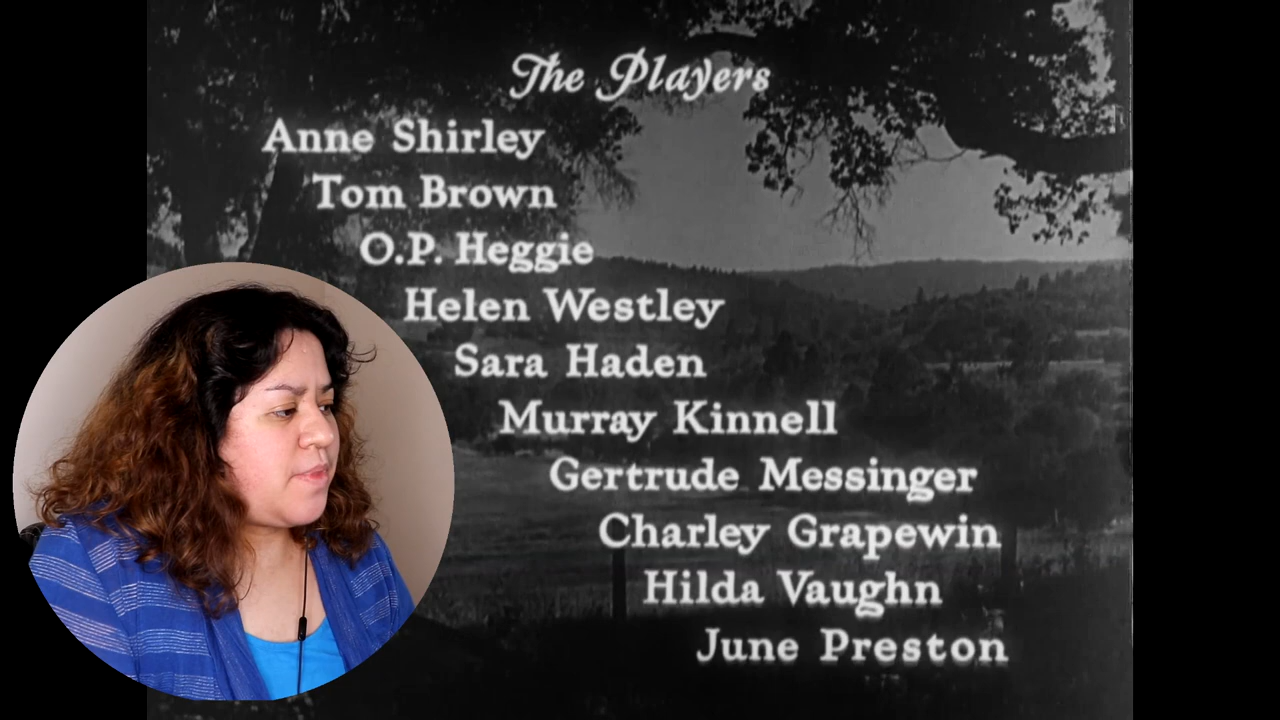 The Players
Anne Shirley
Tom Brown
O.P. Heggie
Helen Westley
Sara Haden
Murray Kinnell
Gertrude Messinger
Charley Grapewin
Hilda Vaughn
June Preston